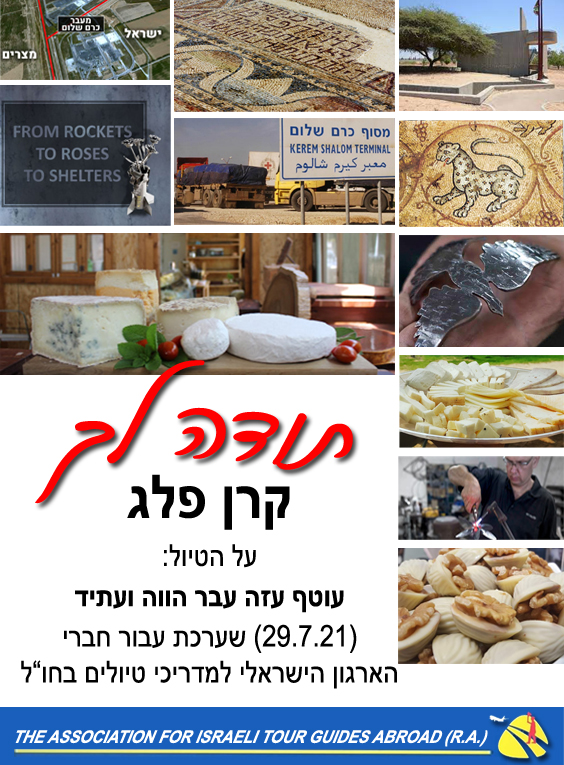 מעבר
כרם שלום
ישראל
מצרים
FROM ROCKETS
TO ROSES
TO SHELTERS
מסוף כרם שלום
KEREM SHALOM TERMINAL
معبر كيرم شالوم
תודה לך
קרן פלג
על הטיול:
עוטף עזה עבר הווה ועתיד
(29.7.21) שערכת עבור חברי
הארגון הישראלי למדריכי טיולים בחו"ל
THE ASSOCIATION FOR ISRAELI TOUR GUIDES ABROAD (R.A.)